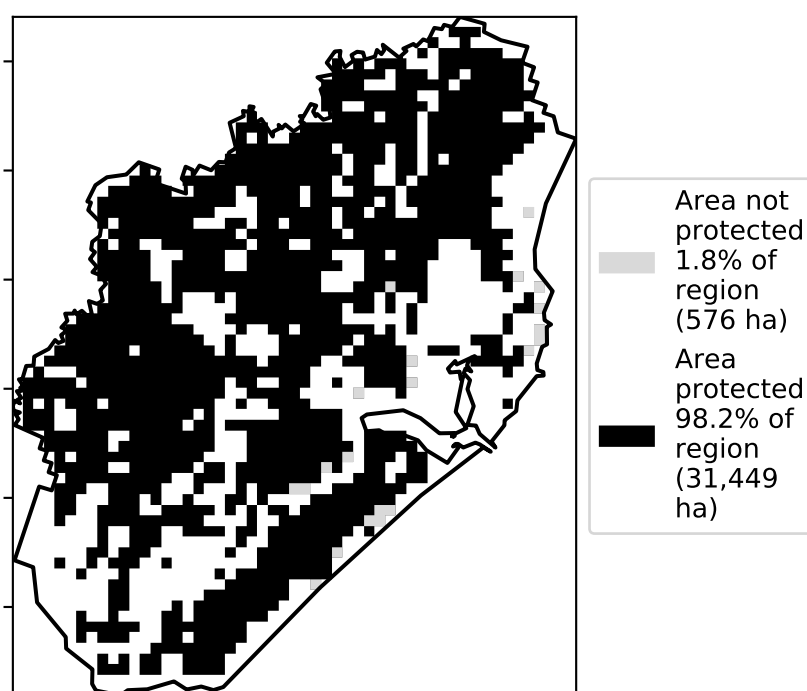 Area not
protected
1.8% of
region
(576 ha)
Area
protected
98.2% of
region
(31,449
ha)